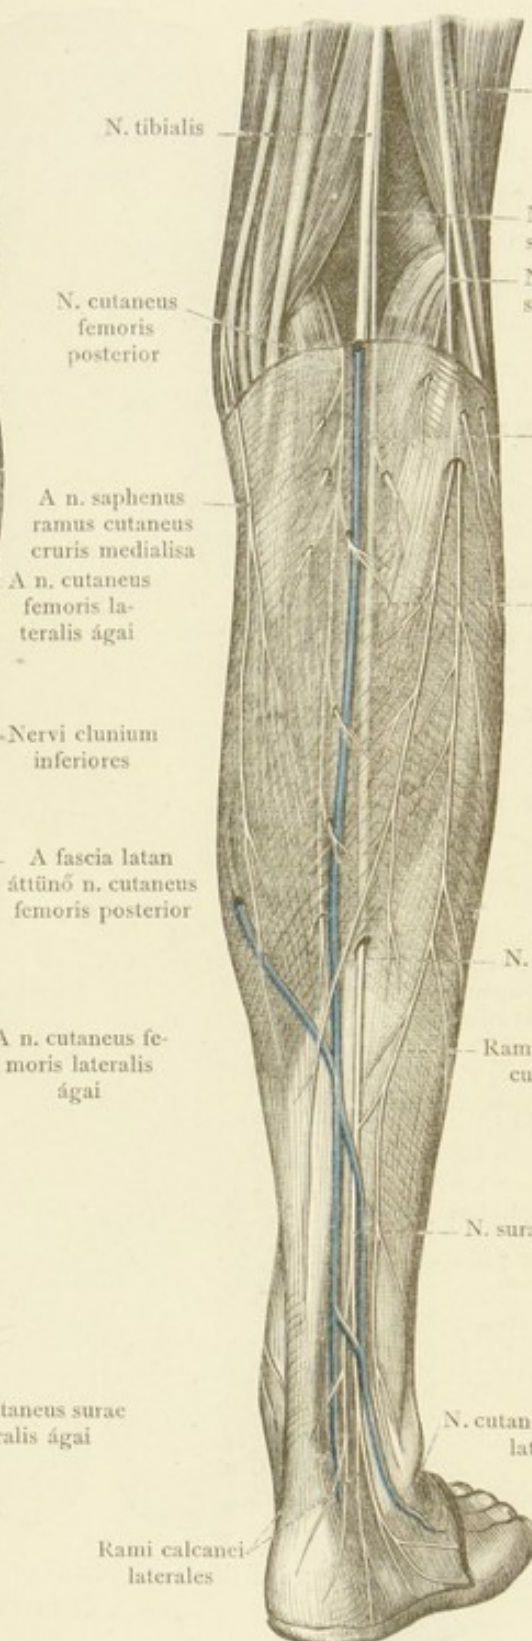 N. tibialis
N. cutaneus
femoris
posterior
A n. saphenus
ramus cutaneus
cruris medialisa
A n. cutaneus
femoris la-
teralis ágai
Nervi clunium
inferiores
A fascia latan
áttünő n. cutaneus
femoris posterior
A n. cutaneus fe-
moris lateralis
ágai
taneus surae
ralis ágai
Rami calcanei
laterales
N
s
N
s
N.
Ram
cu
N. sura
N. cutan
lat